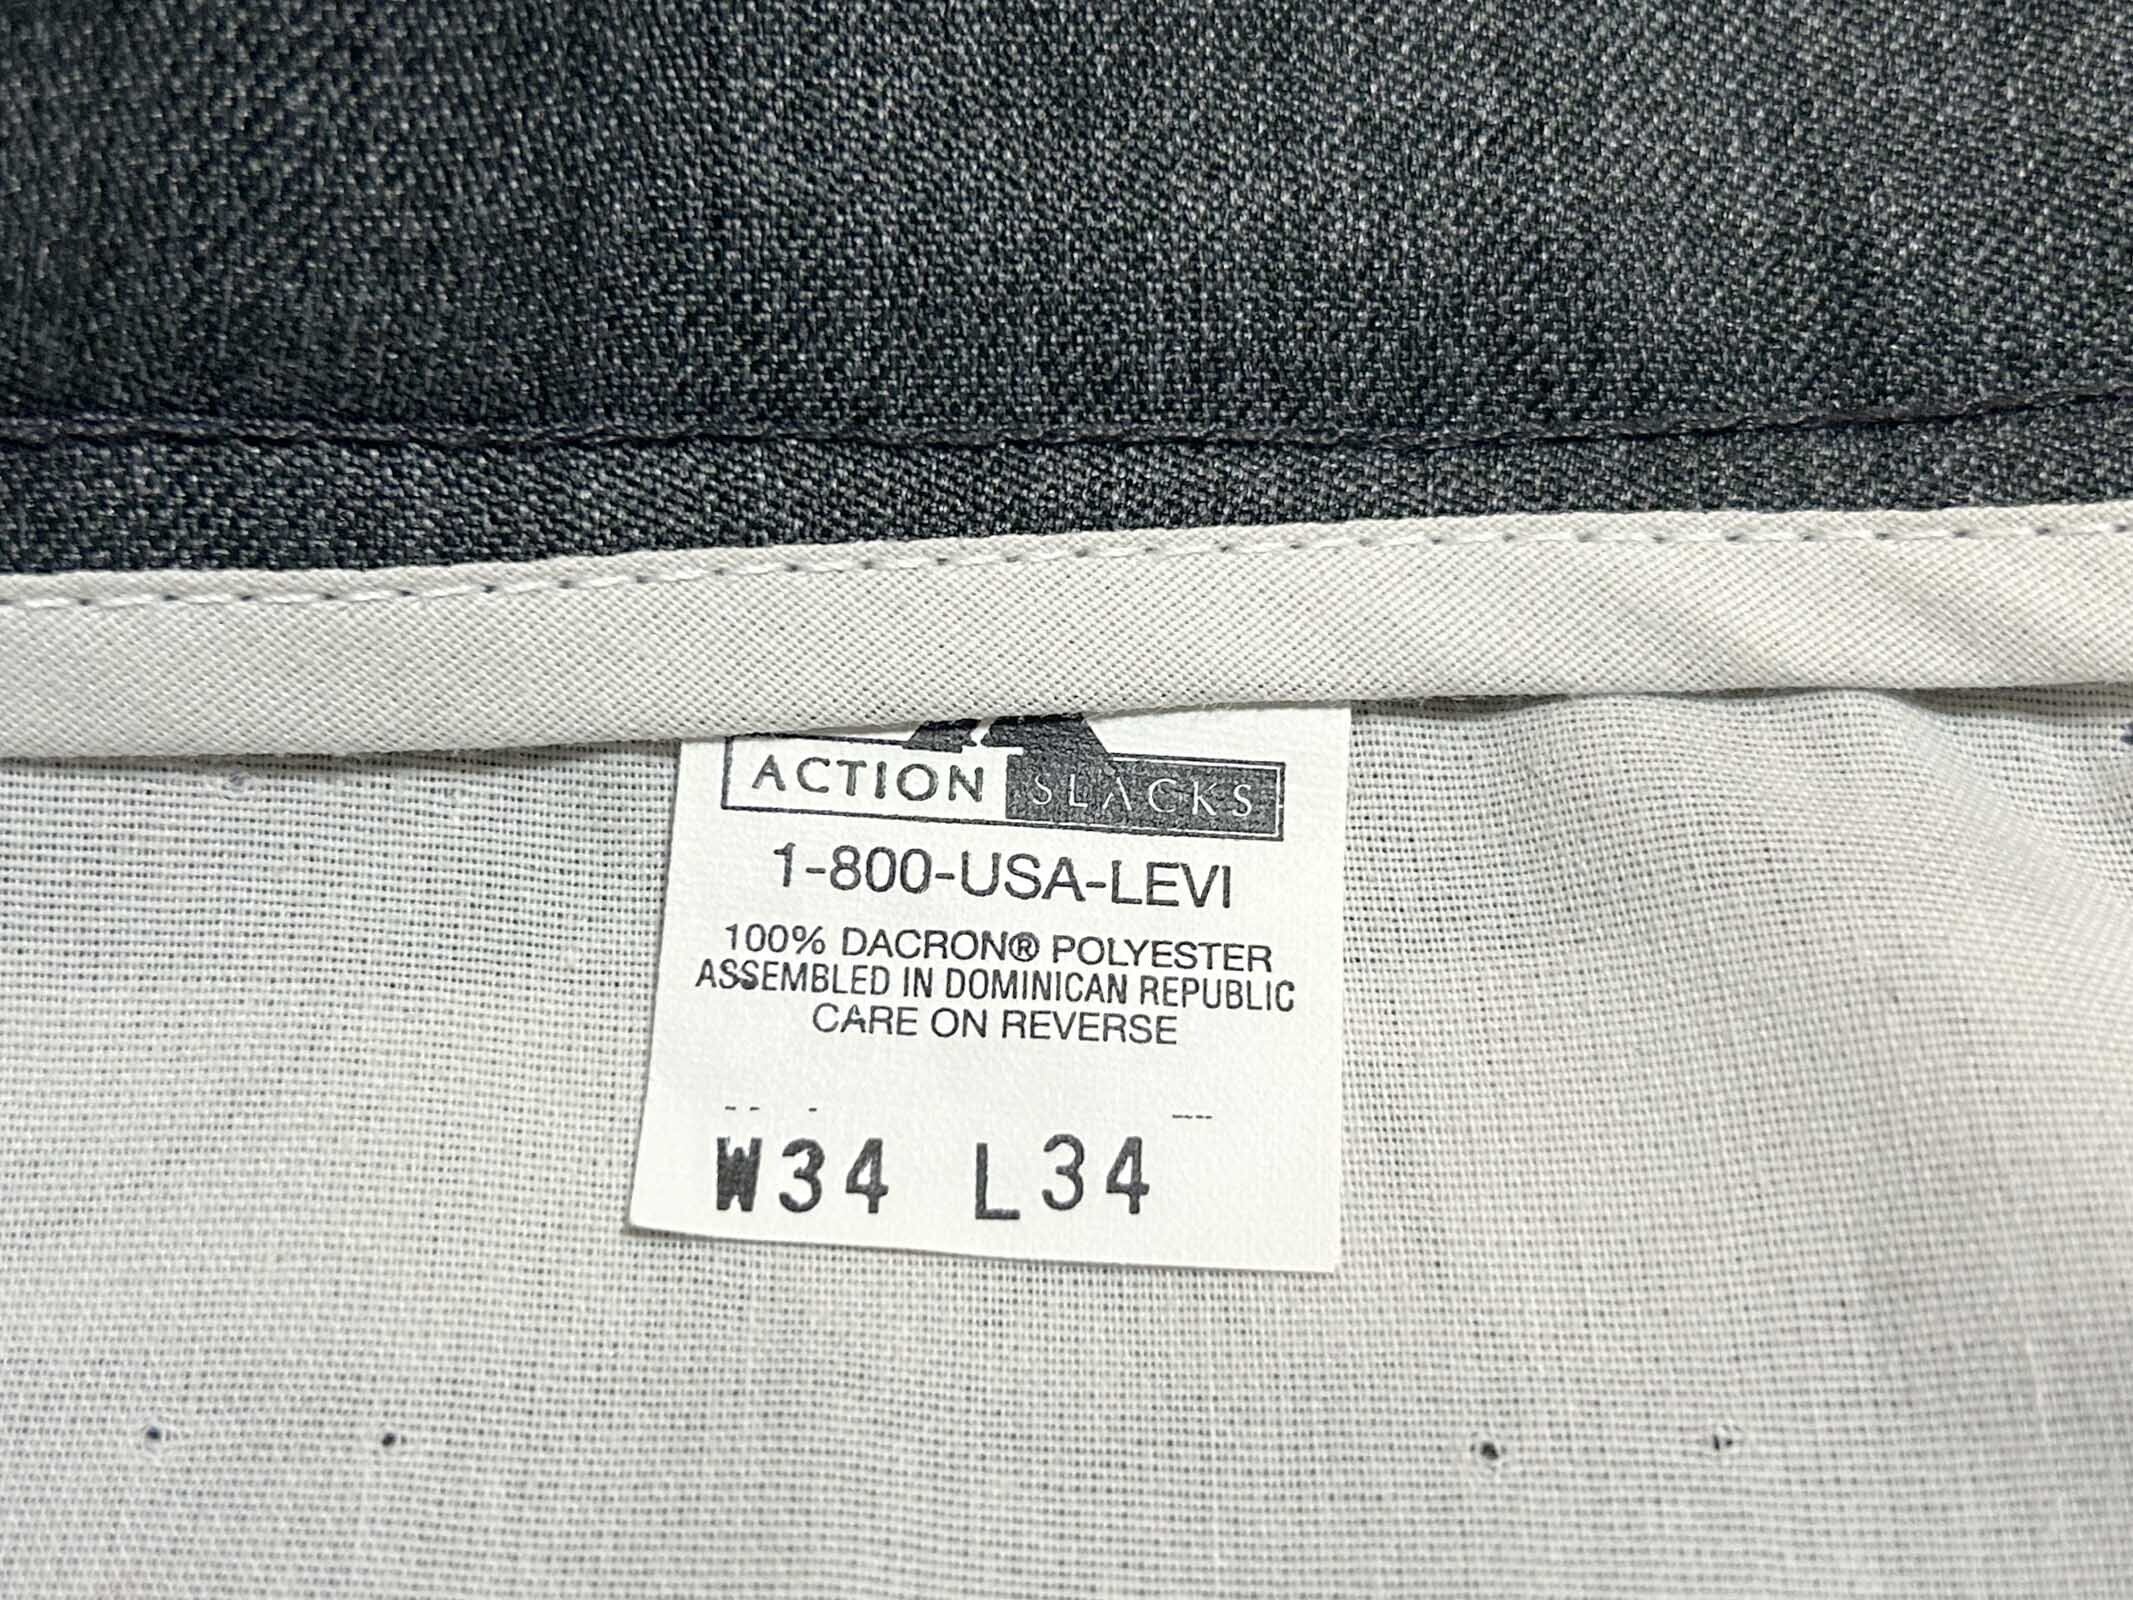 ACTION SLACKS
1-800-USA-LEVI
100% DACRON® POLYESTER
ASSEMBLED IN DOMINICAN REPUBLIC
CARE ON REVERSE
W34 L34